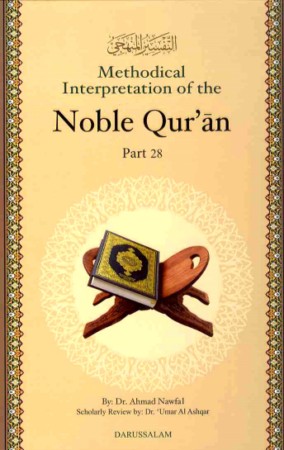 التفسير المنهجي
Methodical
Interpretation of the
Noble Qur'ān
Part 28
By: Dr. Ahmad Nawfal
Scholarly Review by: Dr. 'Umar Al Ashqar
DARUSSALAM